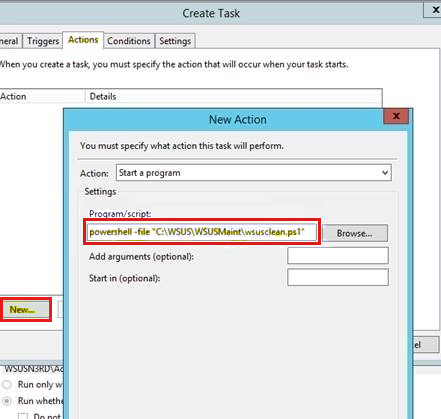 Create Task
Triggers Actions Conditions Settings
When you create a task, you must specify the action that will occur when your task starts.
Action Details
New Action
X
You must specify what action this task will perform.
Action: Start a program
Settings
Program/script:
powershell -file "C:\WSUS\WSUSMaint\wsusclean.ps1"
Browse...
Add arguments (optional):
Start in (optional):
New...
Run only w
Run whethe
Do not